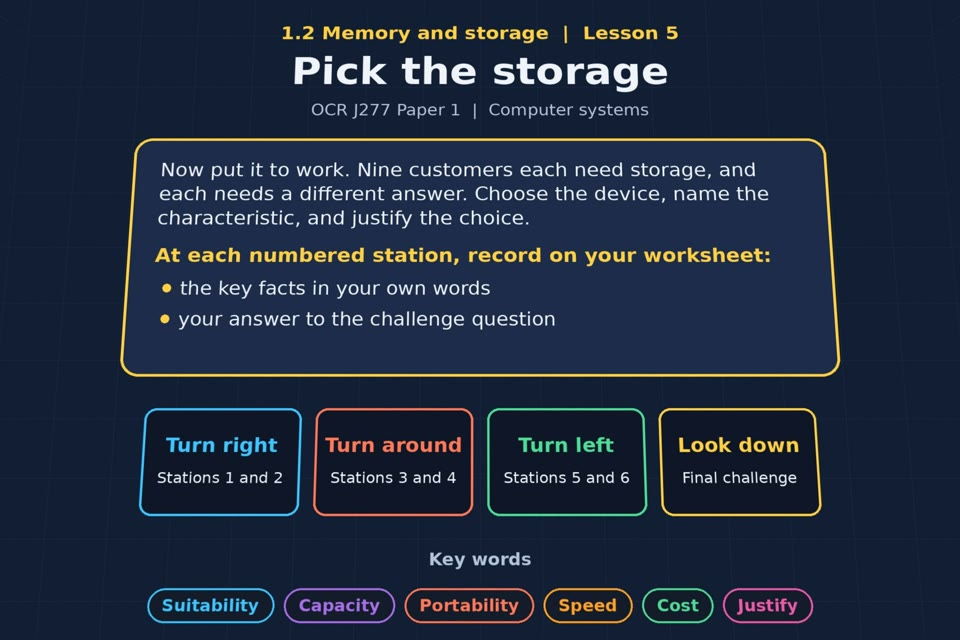 1.2 Memory and storage | Lesson 5
Pick the storage
OCR J277 Paper 1 | Computer systems
Now put it to work. Nine customers each need storage, and
each needs a different answer. Choose the device, name the
characteristic, and justify the choice.
At each numbered station, record on your worksheet:
• the key facts in your own words
• your answer to the challenge question
Turn right
Stations 1 and 2
Turn around
Stations 3 and 4
Turn left
Stations 5 and 6
Look down
Final challenge
Key words
Suitability
Capacity
Portability
Speed
Cost
Justify